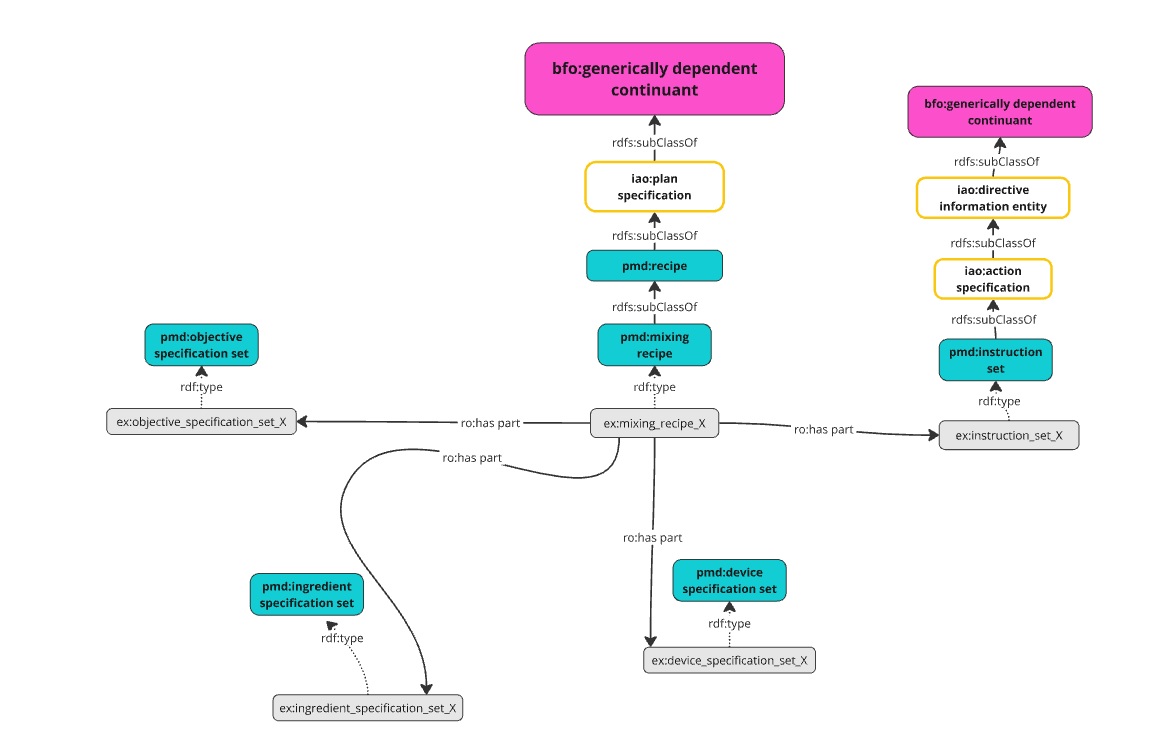 bfo:generically dependent
continuant
bfo:generically dependent
continuant
rdfs:subClassOf
rdfs:subClassOf
iao:plan
specification
iao:directive
information entity
rdfs:subClassOf
rdfs:subClassOf
pmd:recipe
iao:action
specification
rdfs:subClassOf
rdfs:subClassOf
pmd:objective
specification set
pmd:mixing
recipe
pmd:instruction
set
rdf:type
rdf:type
rdf:type
ex:objective_specification_set_X
ro:has part
ex:mixing_recipe_X
ro:has part
ex:instruction_set_X
ro:has part
ro:has part
pmd:ingredient
specification set
pmd:device
specification set
rdf:type
rdf:type
ex:device_specification_set_X
ex:ingredient_specification_set_X